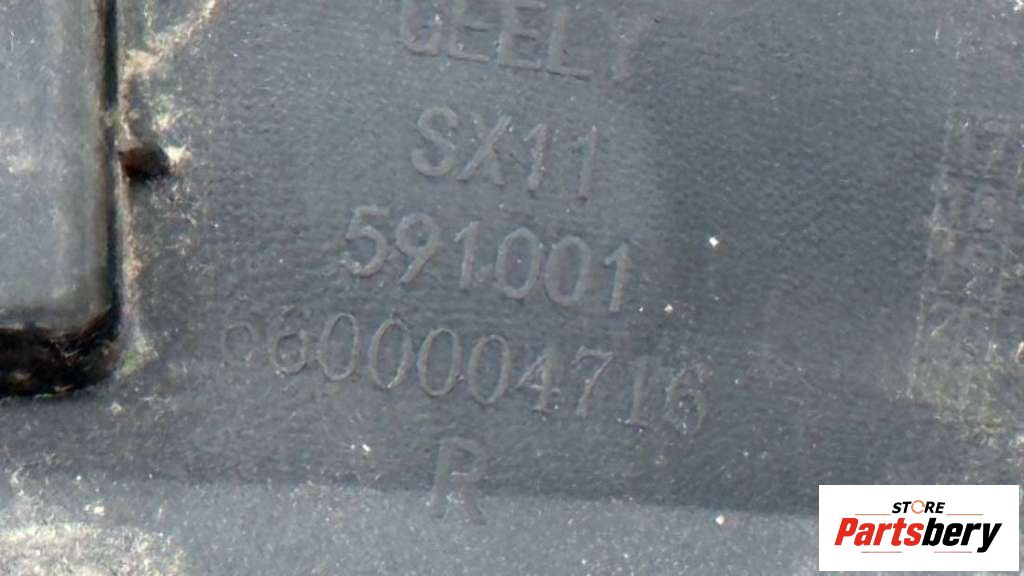 GEELY
SX11
591001
6600004716
R
STORE
Partsbery